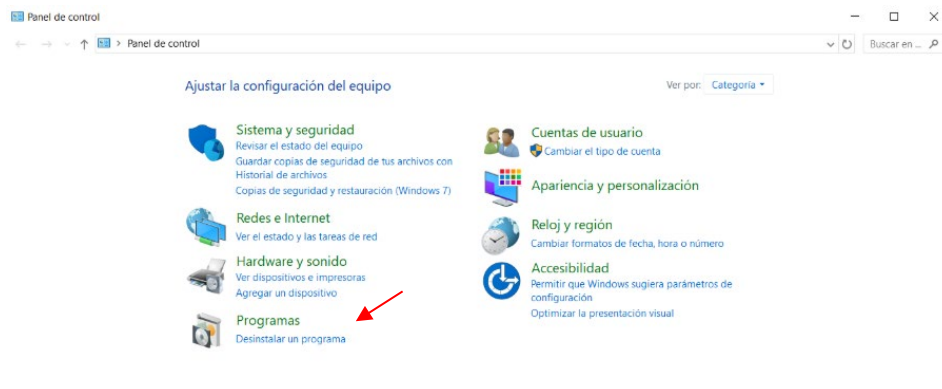 Panel de control
Panel de control
Buscar en ...
Ajustar la configuración del equipo
Ver por: Categoría
Sistema y seguridad
Revisar el estado del equipo
Guardar copias de seguridad de tus archivos con
Historial de archivos
Copias de seguridad y restauración (Windows 7)
Redes e Internet
Ver el estado y las tareas de red
Hardware y sonido
Ver dispositivos e impresoras
Agregar un dispositivo
Programas
Desinstalar un programa
Cuentas de usuario
Cambiar el tipo de cuenta
Apariencia y personalización
Reloj y región
Cambiar formatos de fecha, hora o número
Accesibilidad
Permitir que Windows sugiera parámetros de
configuración
Optimizar la presentación visual